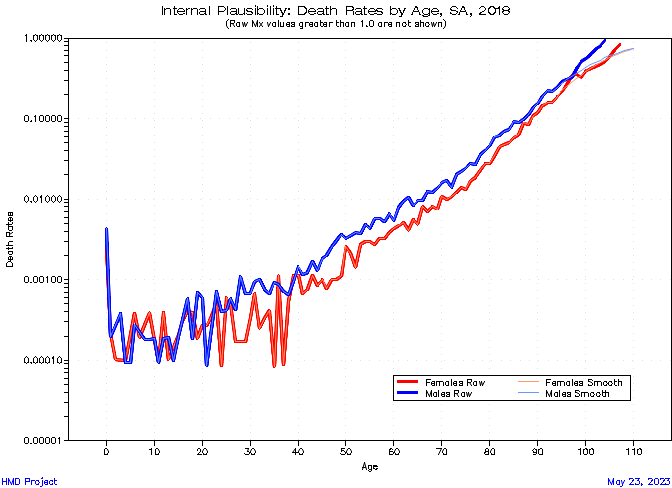 Internal Plausibility: Death Rates by Age, SA, 2018
(Raw Mx values greater than 1.0 are not shown)
1.00000
0.10000
0.01000
0.00100
0.00010
0.00001
Death Rates
0 10 20 30 40 50 60 70 80 90 100 110
Age
Females Raw Females Smooth
Males Raw Males Smooth
HMD Project May 23, 2023